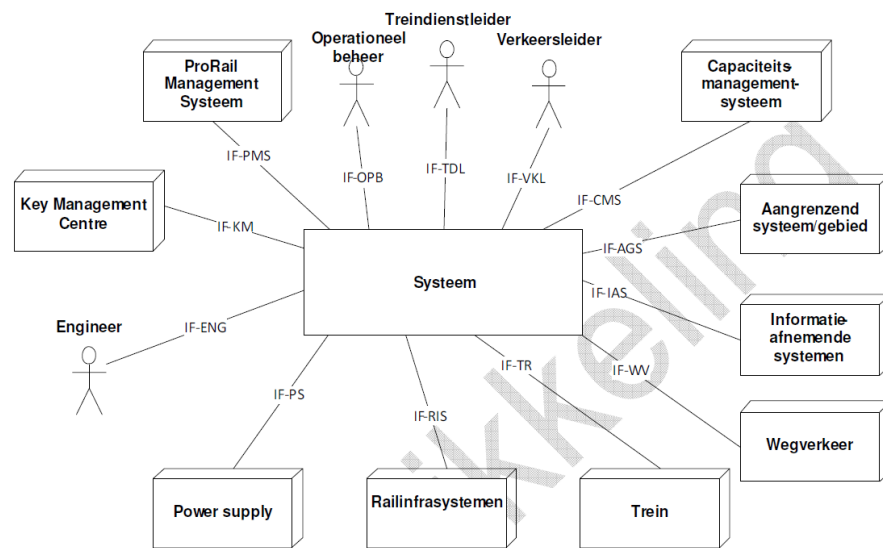 Treindienstleider
Operationeel
beheer
Verkeersleider
ProRail
Management
Systeem
Capaciteits-
management-
systeem
IF-PMS
IF-OPB
IF-TDL
IF-VKL
IF-CMS
Key Management
Centre
IF-KM
Aangrenzend
systeem/gebied
IF-AGS
Systeem
IF-IAS
Informatie-
afnemende
systemen
Engineer
IF-ENG
IF-PS
IF-RIS
IF-TR
IF-WV
Wegverkeer
Power supply
Railinfrasystemen
Trein
ikkeling